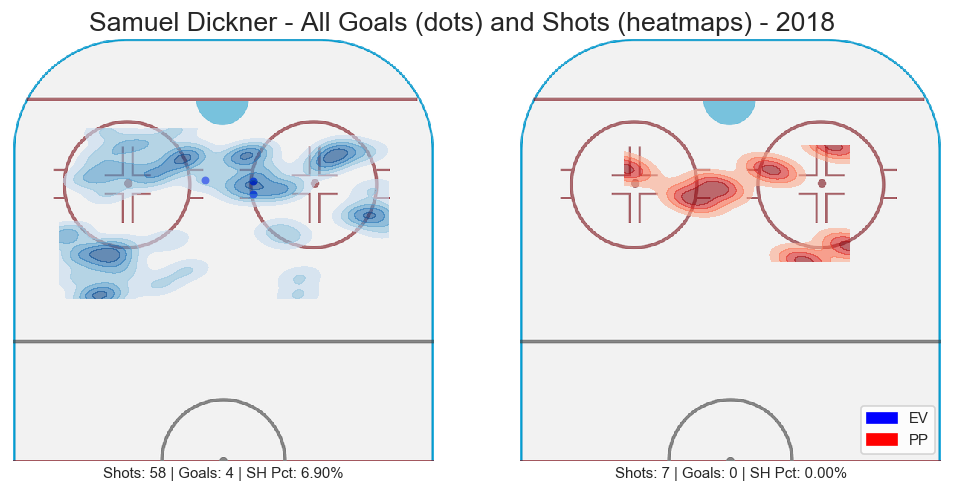 Samuel Dickner - All Goals (dots) and Shots (heatmaps) - 2018
EV
PP
Shots: 58 | Goals: 4 | SH Pct: 6.90%
Shots: 7 | Goals: 0 | SH Pct: 0.00%